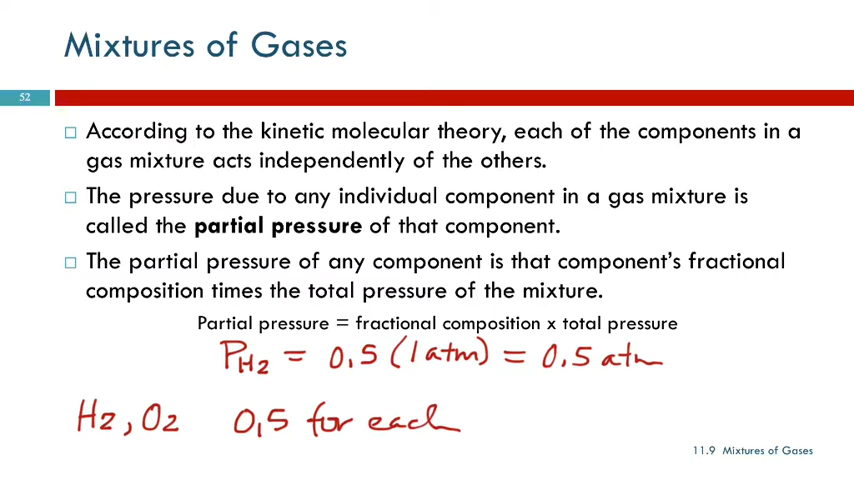 Mixtures of Gases
52
According to the kinetic molecular theory, each of the components in a
gas mixture acts independently of the others.
The pressure due to any individual component in a gas mixture is
called the partial pressure of that component.
The partial pressure of any component is that component's fractional
composition times the total pressure of the mixture.
Partial pressure = fractional composition x total pressure
PH2 = 0.5 (1 atm) = 0.5 atm
H2, O2 0.5 for each
11.9 Mixtures of Gases